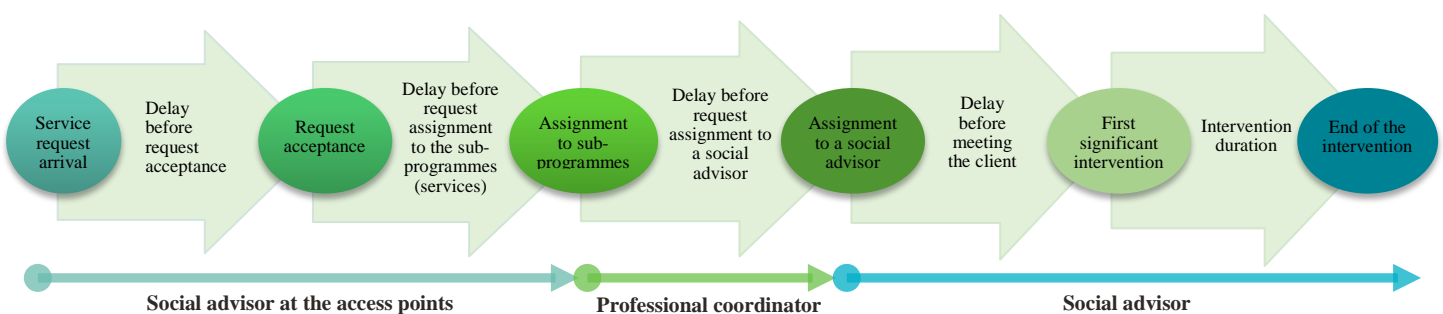 Service
request
arrival
Delay
before
request
acceptance
Request
acceptance
Delay before
request
assignment
to the sub-
programmes
(services)
Assignment
to sub-
programmes
Delay before
request
assignment to
a social
advisor
Assignment
to a social
advisor
Delay
before
meeting
the client
First
significant
intervention
Intervention
duration
End of the
intervention
Social advisor at the access points
Professional coordinator
Social advisor